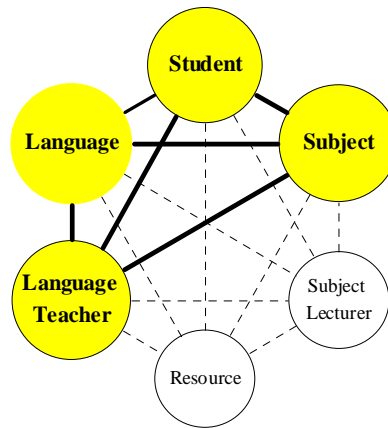 Student
Language
Subject
Language
Teacher
Subject
Lecturer
Resource